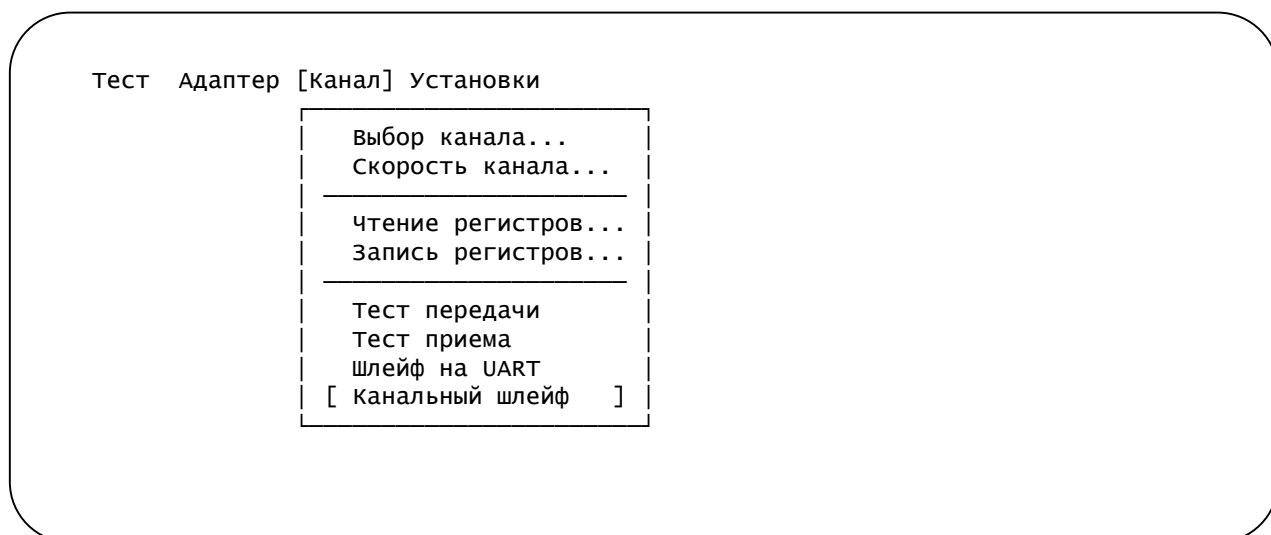 Тест Адаптер [Канал] Установки
Выбор канала...
Скорость канала...
Чтение регистров...
Запись регистров...
Тест передачи
Тест приема
Шлейф на UART
[ Канальный шлейф ]